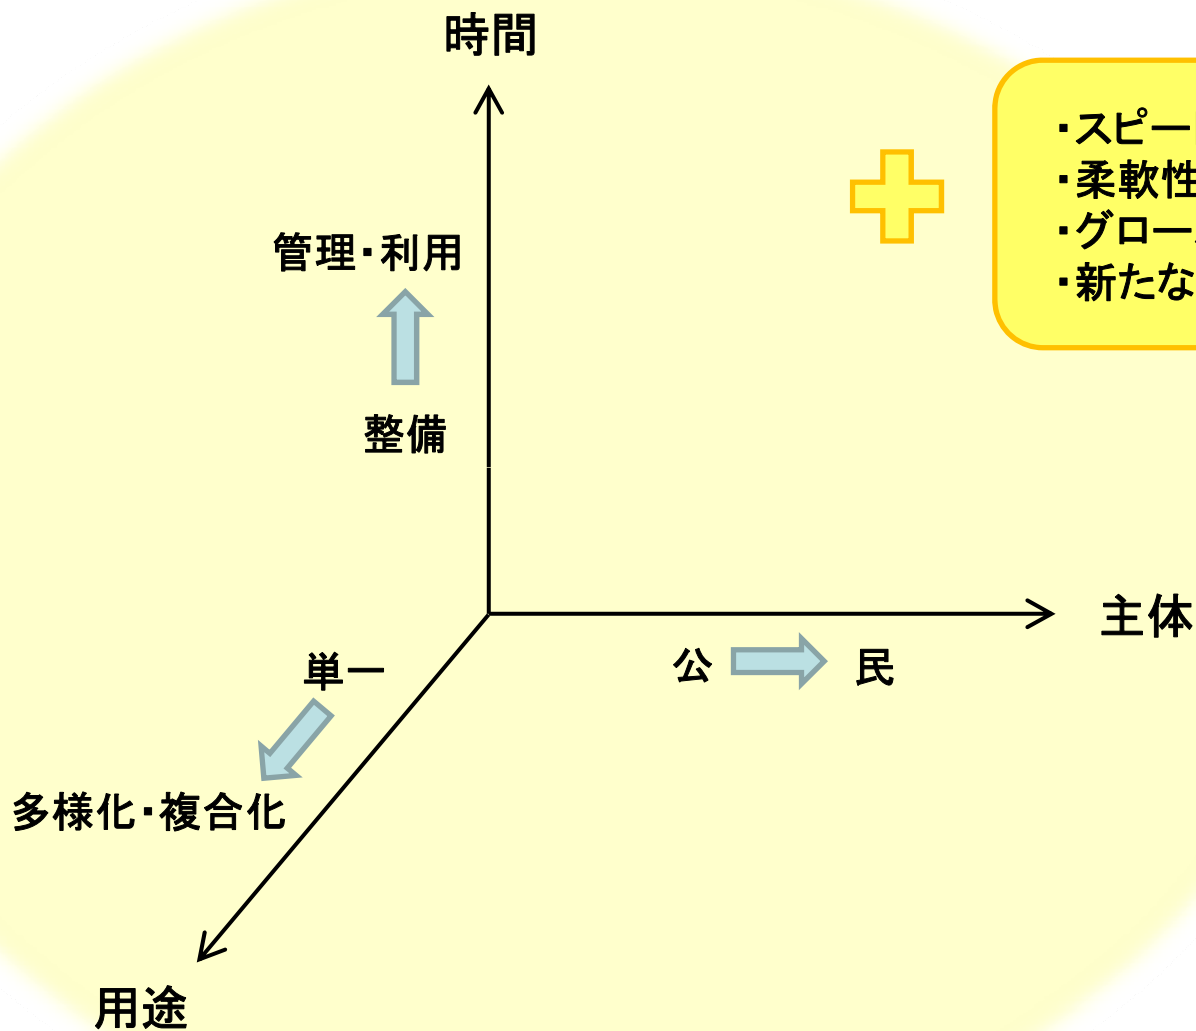 時間
・スピー
・柔軟性
・グロー
・新たな
管理・利用
整備
主体
単一
公
民
多様化・複合化
用途